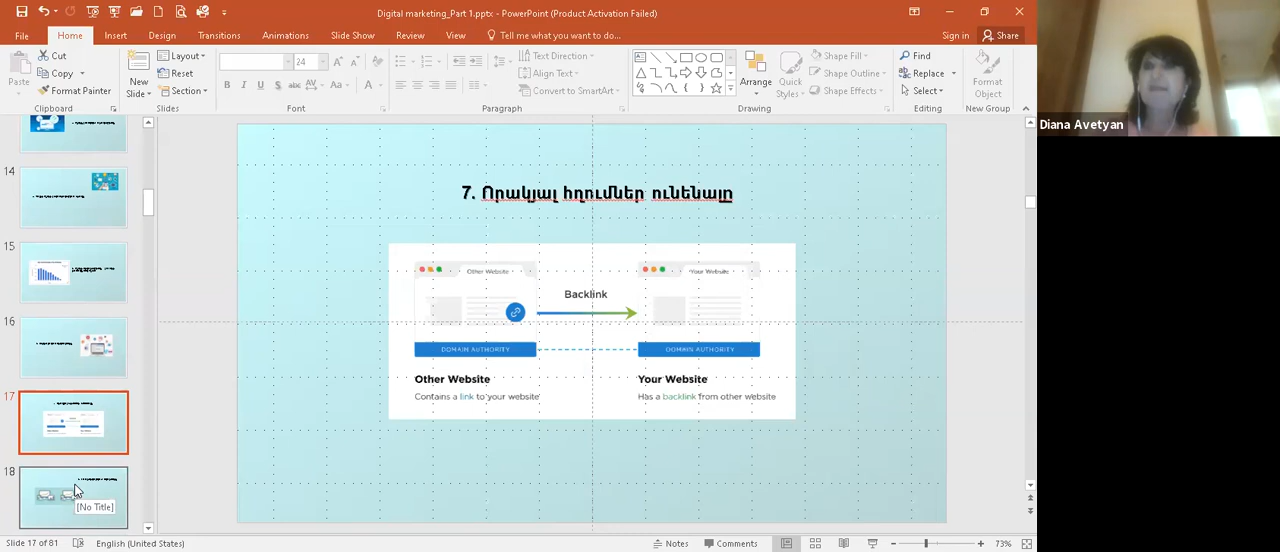 Digital marketing_Part 1.pptx - PowerPoint (Product Activation Failed)
File Home Insert Design Transitions Animations Slide Show Review View Tell me what you want to do... Sign in Share
Paste Cut Copy Format Painter Clipboard
New Slide Layout Reset Section Slides
24 Font
Text Direction Align Text Convert to SmartArt Paragraph
Arrange Quick Styles Shape Fill Shape Outline Shape Effects Drawing
Find Replace Select Editing
Format Object New Group
Diana Avetyan
14
15
16
17
18
[No Title]
7. Որակյալ հղումներ ունենալը
Other Website
Your Website
Backlink
DOMAIN AUTHORITY
DOMAIN AUTHORITY
Other Website
Contains a link to your website
Your Website
Has a backlink from other website
Slide 17 of 81 English (United States) Notes Comments 73%